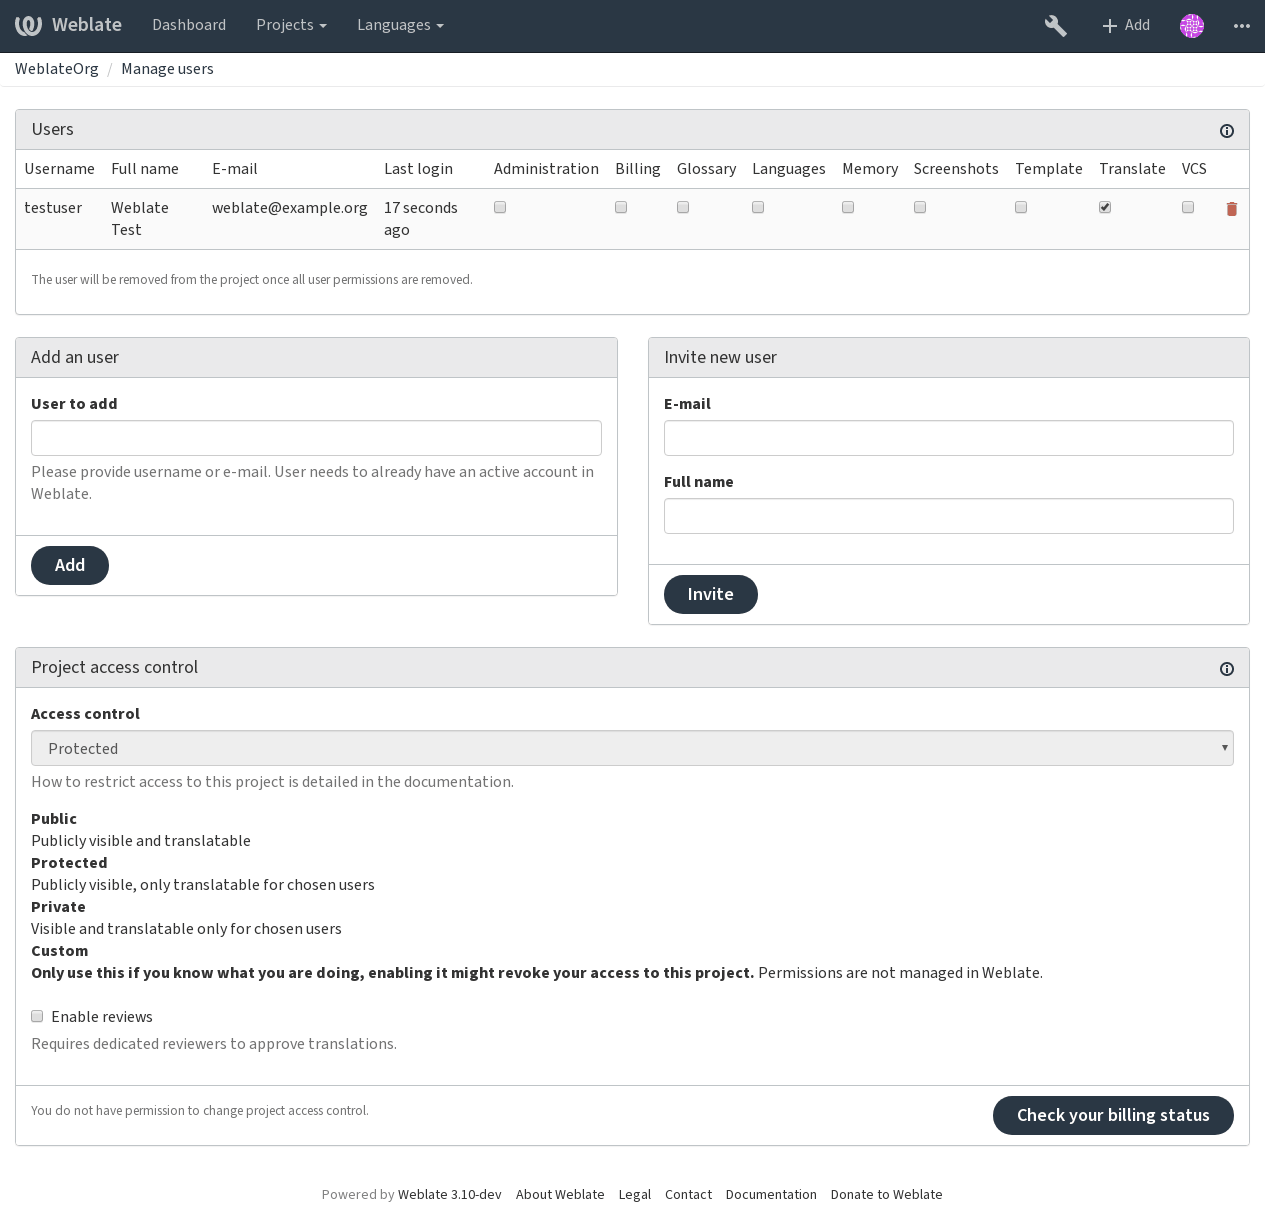 Weblate Dashboard Projects Languages Add
WeblateOrg / Manage users
Users
Username Full name E-mail Last login Administration Billing Glossary Languages Memory Screenshots Template Translate VCS
testuser Weblate weblate@example.org 17 seconds
Test ago
The user will be removed from the project once all user permissions are removed.
Add an user
User to add
Please provide username or e-mail. User needs to already have an active account in
Weblate.
Add
Invite new user
E-mail
Full name
Invite
Project access control
Access control
Protected
How to restrict access to this project is detailed in the documentation.
Public
Publicly visible and translatable
Protected
Publicly visible, only translatable for chosen users
Private
Visible and translatable only for chosen users
Custom
Only use this if you know what you are doing, enabling it might revoke your access to this project. Permissions are not managed in Weblate.
Enable reviews
Requires dedicated reviewers to approve translations.
You do not have permission to change project access control.
Check your billing status
Powered by Weblate 3.10-dev About Weblate Legal Contact Documentation Donate to Weblate